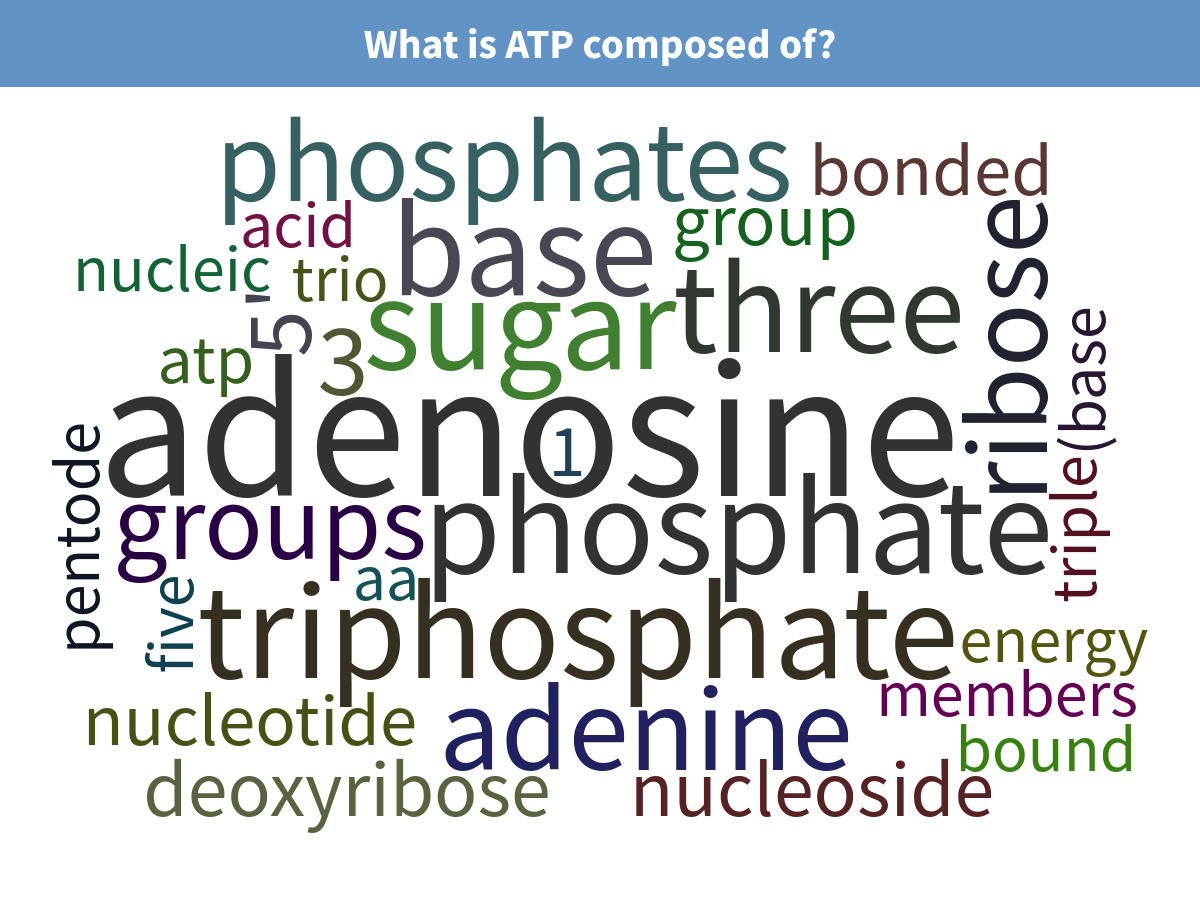 What is ATP composed of?
phosphates
bonded
acid
base
group
nucleic
trio
5'
3
sugar
three
ribose
atp
(base
adenosine
1
pentode
groups
phosphate
triple
aa
five
triphosphate
energy
members
nucleotide
adenine
bound
deoxyribose
nucleoside